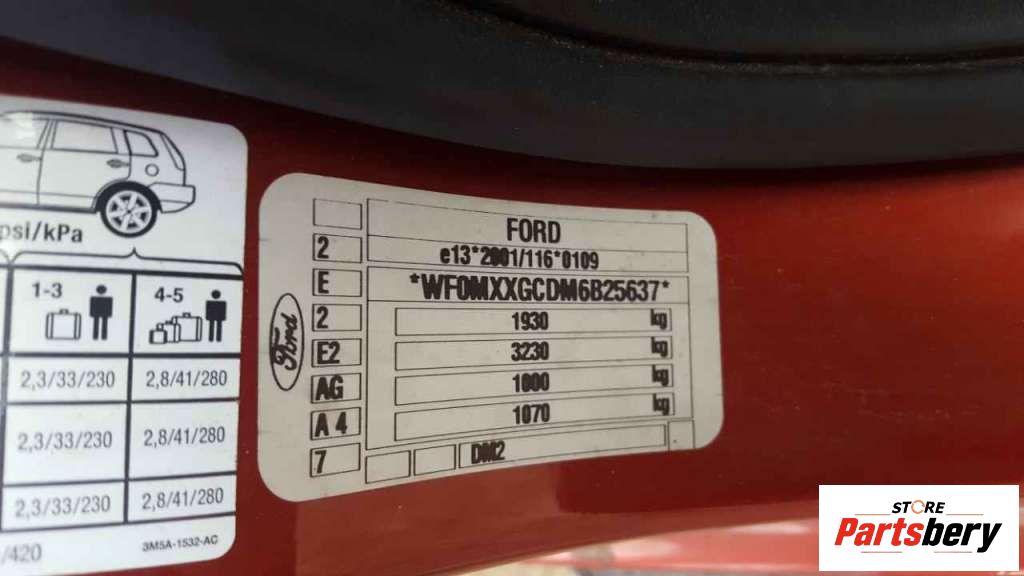 psi/kPa
1-3
4-5
2,3/33/230
2,8/41/280
2,3/33/230
2,8/41/280
2,3/33/230
2,8/41/280
/420
3M5A-1532-AC
Ford
FORD
2
e13*2001/116*0109
E
*WF0MXXGCDM6B25637*
2
1930 kg
E2
3230 kg
AG
1000 kg
A 4
1070 kg
7
DM2
STORE
Partsbery